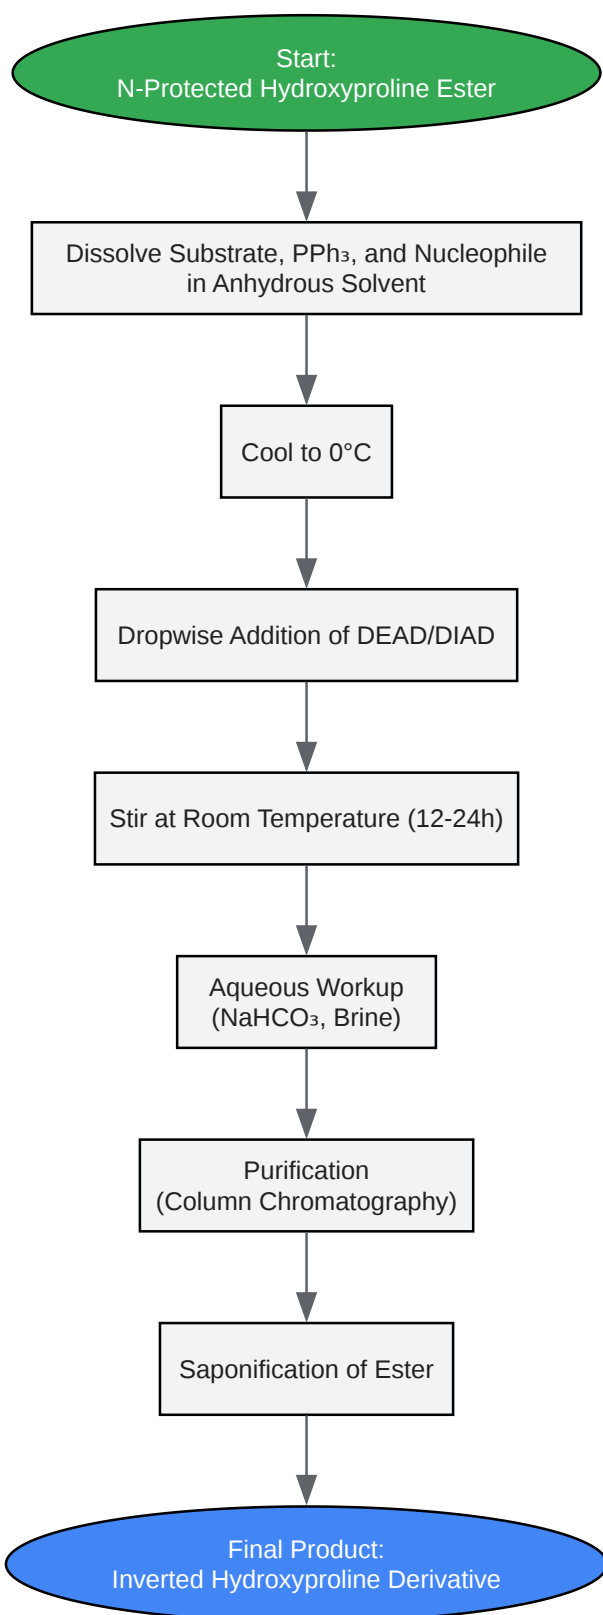 Start:
N-Protected Hydroxyproline Ester
Dissolve Substrate, PPh₃, and Nucleophile
in Anhydrous Solvent
Cool to 0°C
Dropwise Addition of DEAD/DIAD
Stir at Room Temperature (12-24h)
Aqueous Workup
(NaHCO₃, Brine)
Purification
(Column Chromatography)
Saponification of Ester
Final Product:
Inverted Hydroxyproline Derivative